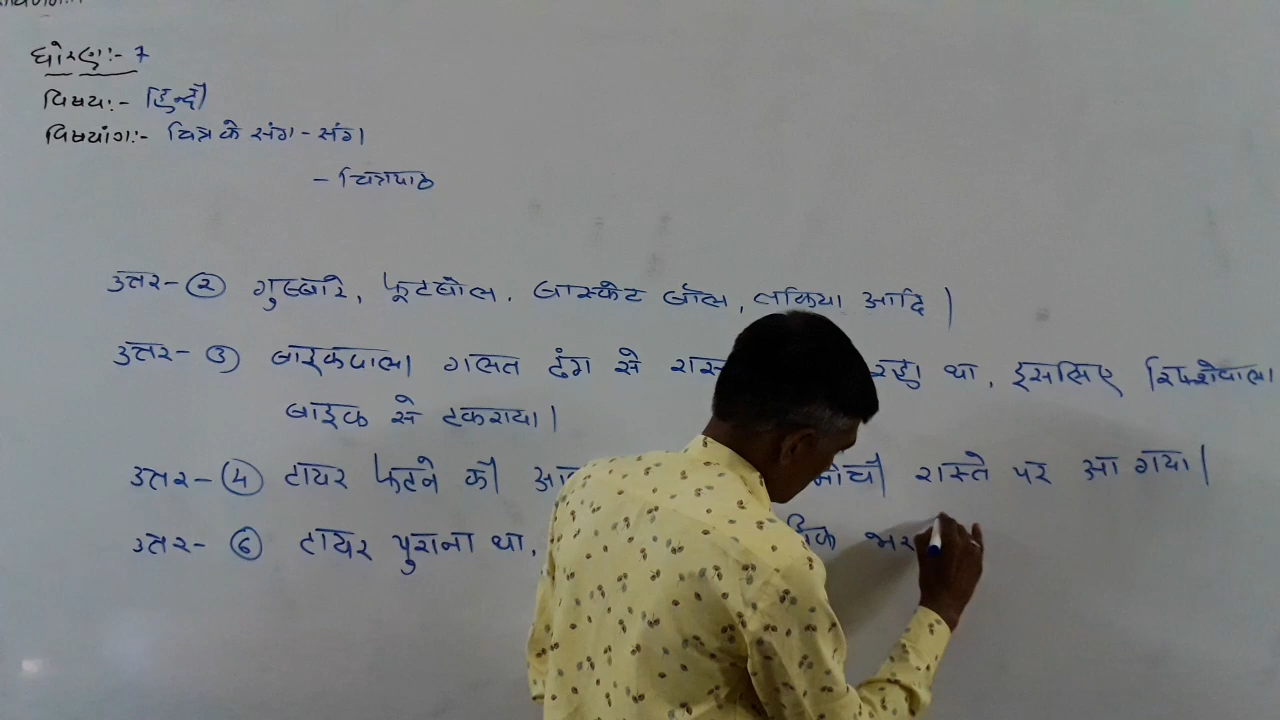 धोरण:- 7
विषय:- हिन्दी
विषयांग:- चित्र के संग - संग
- चित्रपाठ
उत्तर- ② गुब्बारे, फूटबोल, बास्केट बॉल, तकिया आदि।
उत्तर- ③ बाइकवाला गलत ढंग से रहा था, इसलिए रिक्शेवाला
बाइक से टकराया।
उत्तर- ④ टायर फटने की मोची रास्ते पर आ गया।
उत्तर- ⑥ टायर पुराना था, भर